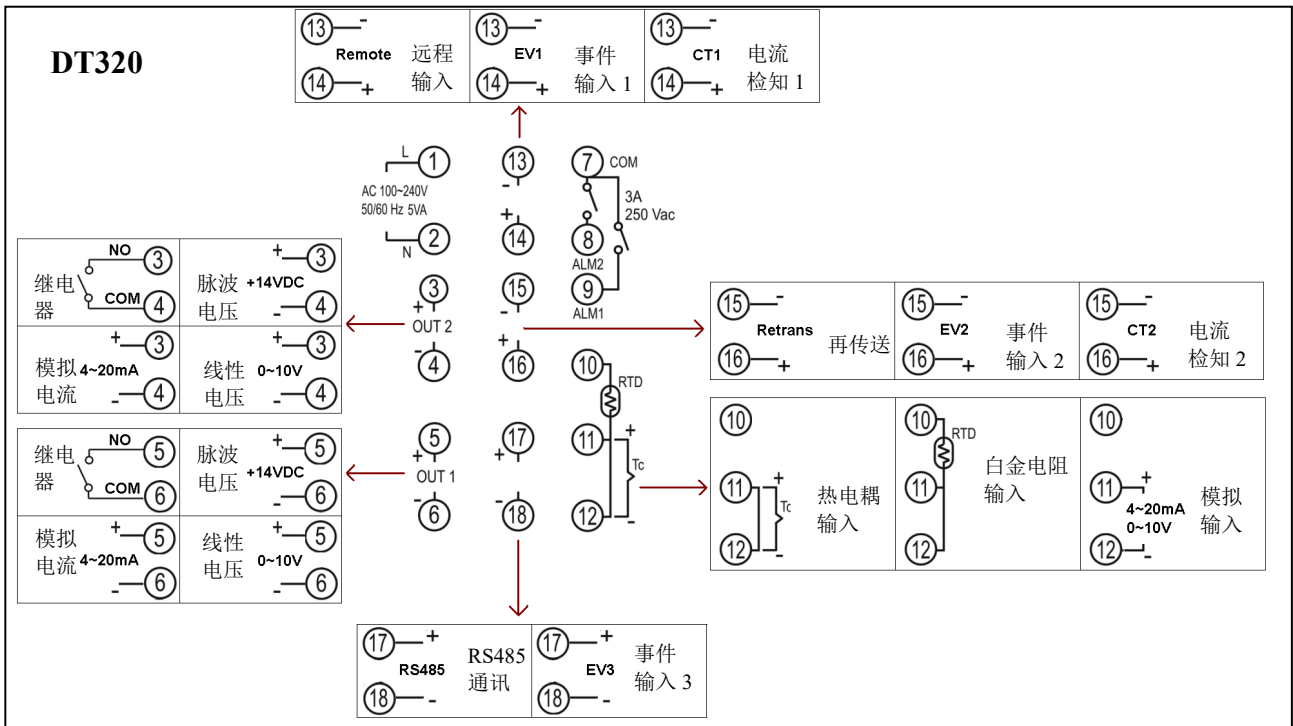 DT320
⑬ -
Remote 远程
输入
⑭ +
⑬ -
EV1 事件
输入 1
⑭ +
⑬ -
CT1 电流
检知 1
⑭ +
L ①
AC 100~240V
50/60 Hz 5VA
N ②
⑬
-
+
⑭
⑦ COM
3A
250 Vac
⑧
ALM2
⑨
ALM1
③
+
OUT 2
-
④
⑮
-
+
⑯
⑤
+
OUT 1
-
⑥
⑰
+
-
⑱
⑩
RTD
⑪ +
Tc
⑫ -
继电
器
NO ③
COM ④
脉波
电压
+14VDC
+ ③
- ④
模拟
电流
4~20mA
+ ③
- ④
线性
电压
0~10V
+ ③
- ④
继电
器
NO ⑤
COM ⑥
脉波
电压
+14VDC
+ ⑤
- ⑥
模拟
电流
4~20mA
+ ⑤
- ⑥
线性
电压
0~10V
+ ⑤
- ⑥
⑮ -
Retrans 再传送
⑯ +
⑮ -
EV2 事件
输入 2
⑯ +
⑮ -
CT2 电流
检知 2
⑯ +
⑩
⑪ +
Tc
⑫ -
热电耦
输入
⑩ RTD
⑪
⑫
白金电阻
输入
⑩
⑪ +
4~20mA
0~10V
⑫ -
模拟
输入
⑰ +
RS485
⑱ -
RS485
通讯
⑰ +
EV3
⑱ -
事件
输入 3